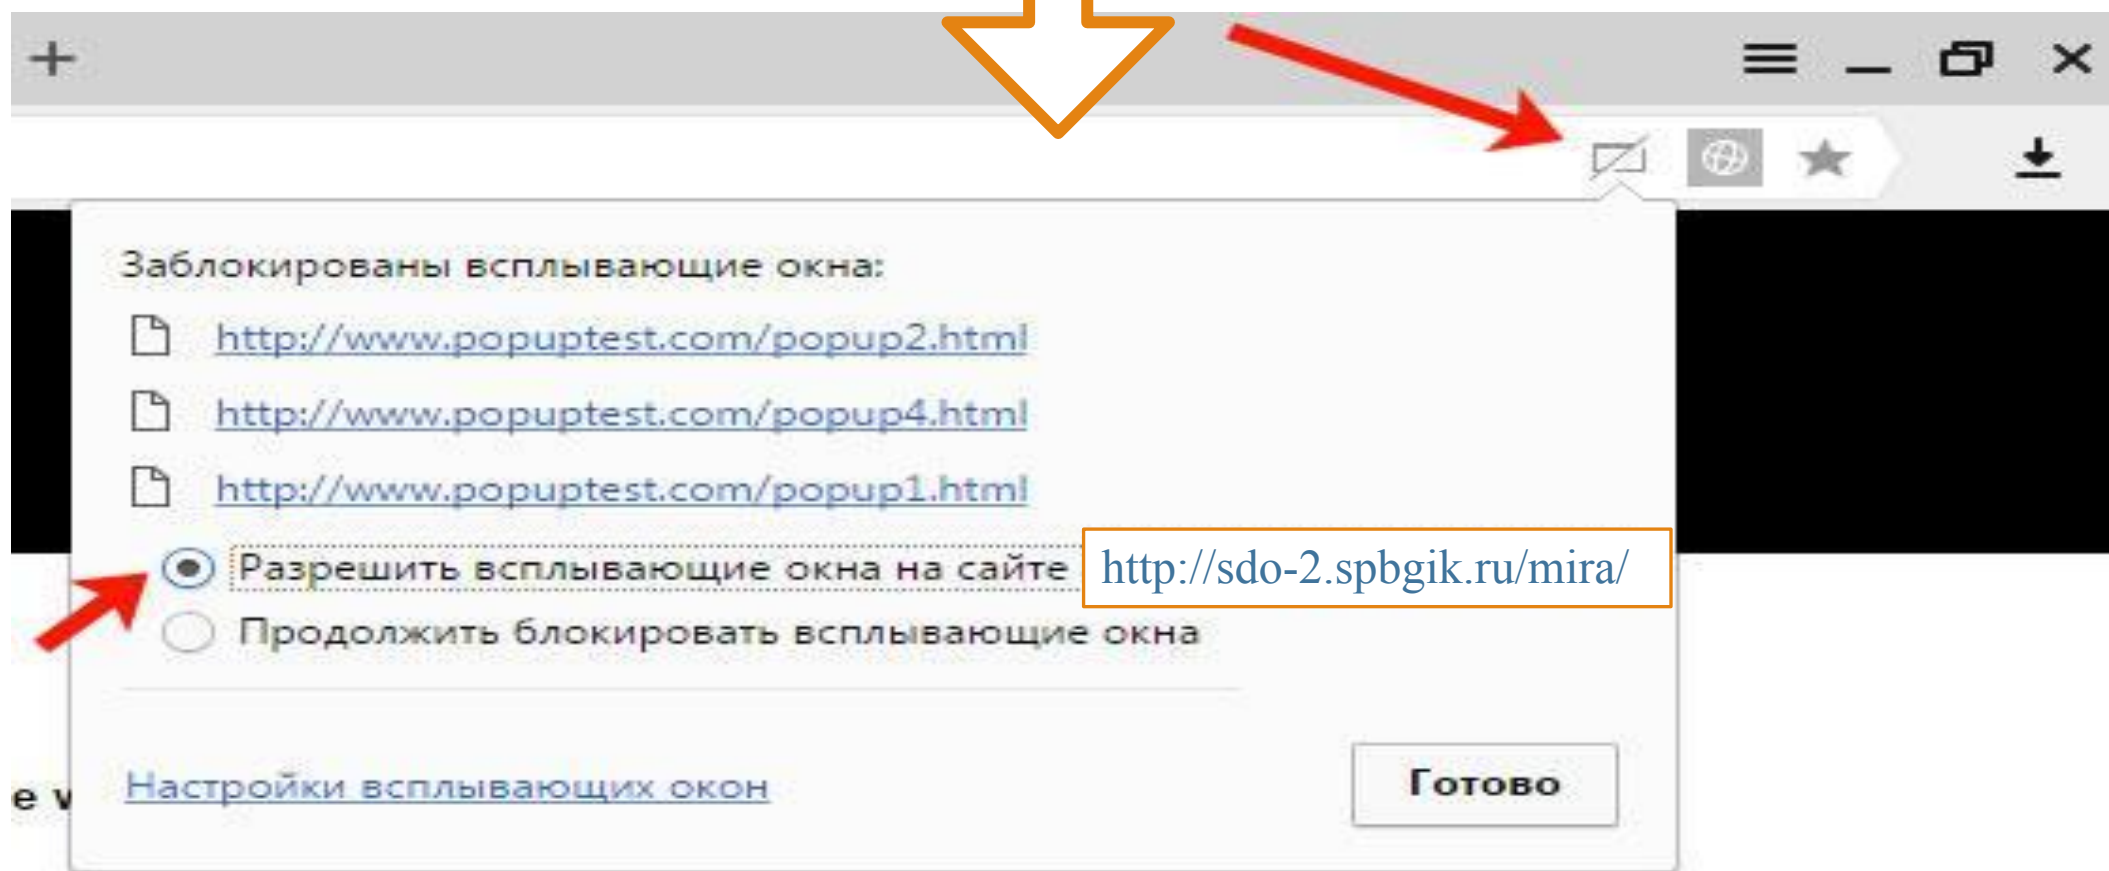 Заблокированы всплывающие окна:
http://www.popuptest.com/popup2.html
http://www.popuptest.com/popup4.html
http://www.popuptest.com/popup1.html
Разрешить всплывающие окна на сайте http://sdo-2.spbgik.ru/mira/
Продолжить блокировать всплывающие окна
e
Настройки всплывающих окон Готово